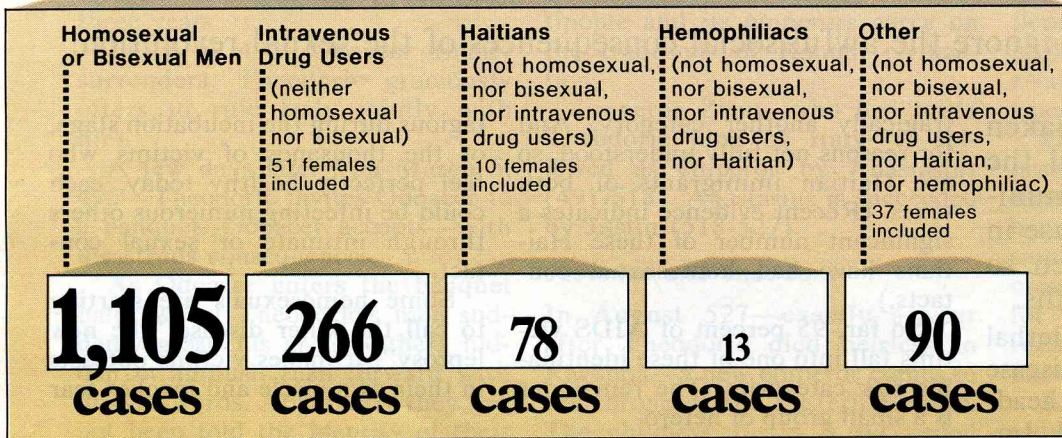 Homosexual
or Bisexual Men
Intravenous
Drug Users
(neither
homosexual
nor bisexual)
51 females
included
Haitians
(not homosexual,
nor bisexual,
nor intravenous
drug users)
10 females
included
Hemophiliacs
(not homosexual,
nor bisexual,
nor intravenous
drug users,
nor Haitian)
Other
(not homosexual,
nor bisexual,
nor intravenous
drug users,
nor Haitian,
nor hemophiliac)
37 females
included
1,105
cases
266
cases
78
cases
13
cases
90
cases